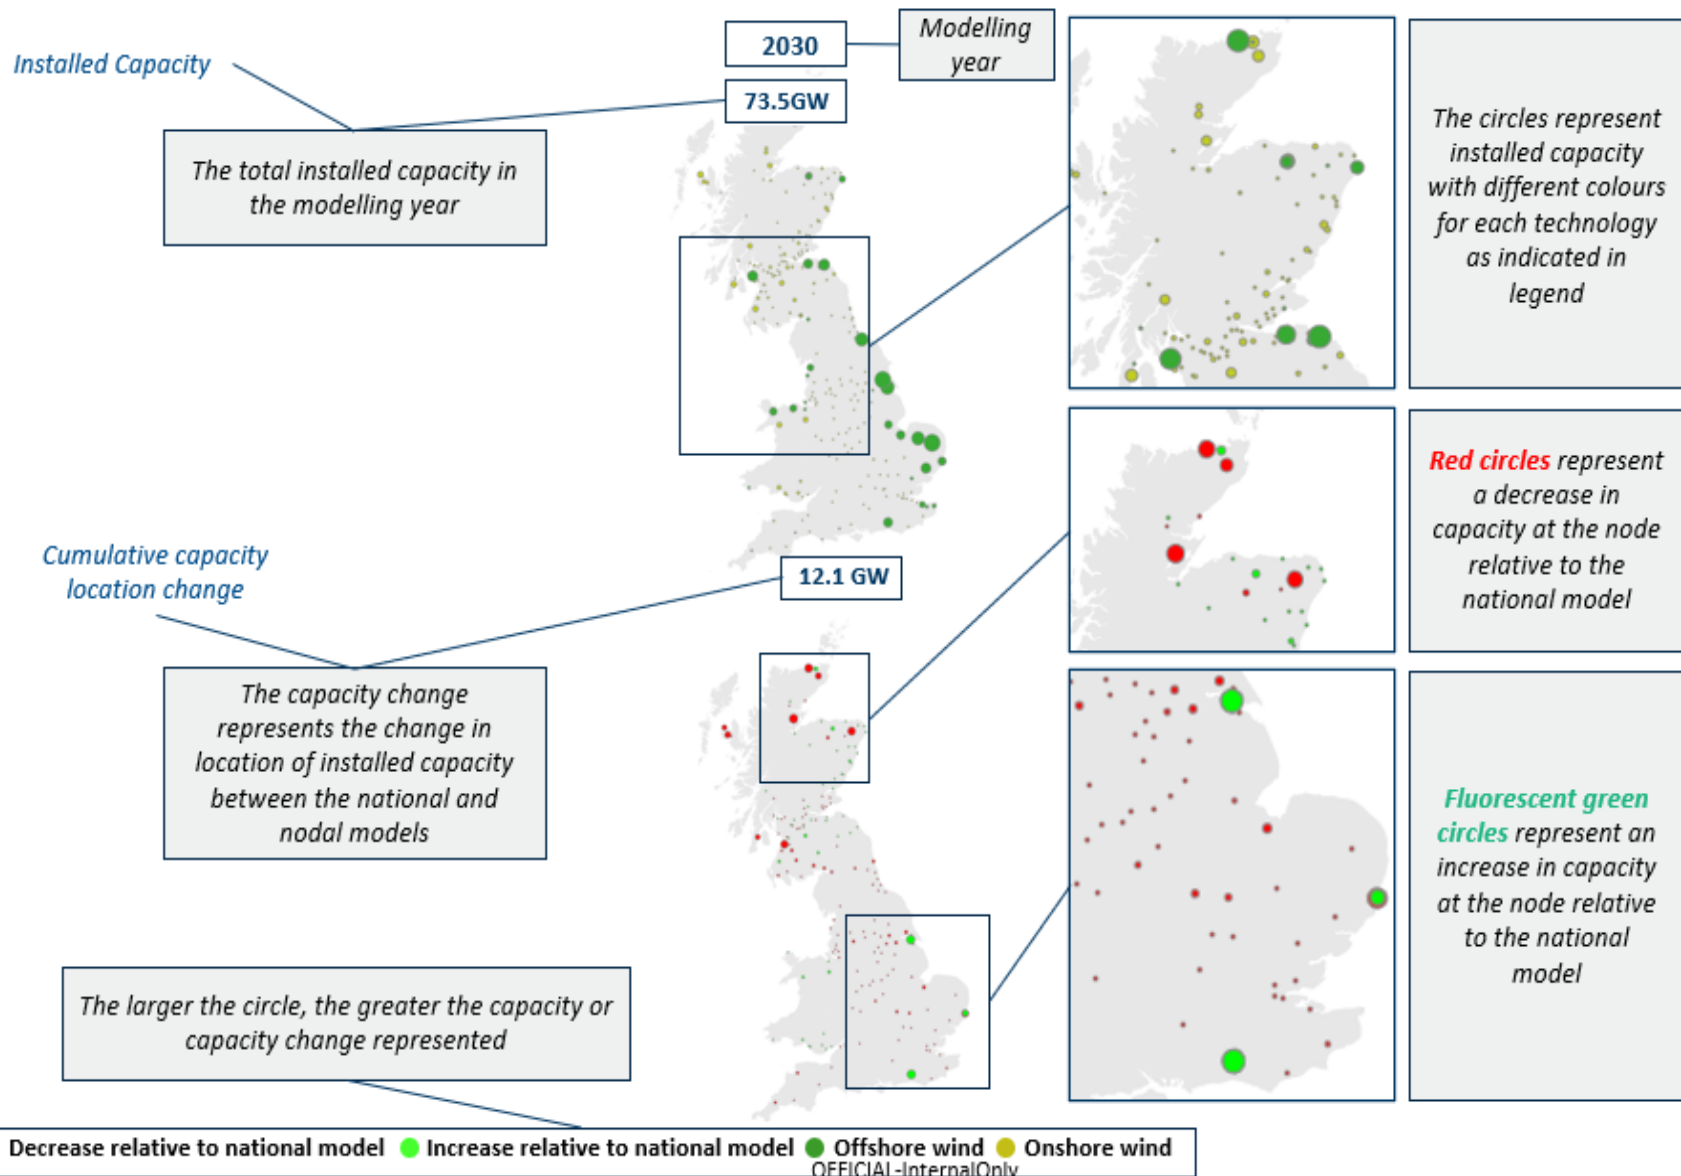 Installed Capacity
2030
Modelling
year
73.5GW
The total installed capacity in
the modelling year
The circles represent
installed capacity
with different colours
for each technology
as indicated in
legend
Red circles represent
a decrease in
capacity at the node
relative to the
national model
Cumulative capacity
location change
12.1 GW
The capacity change
represents the change in
location of installed capacity
between the national and
nodal models
Fluorescent green
circles represent an
increase in capacity
at the node relative
to the national
model
The larger the circle, the greater the capacity or
capacity change represented
Decrease relative to national model Increase relative to national model Offshore wind Onshore wind
OFFICIAL-InternalOnly